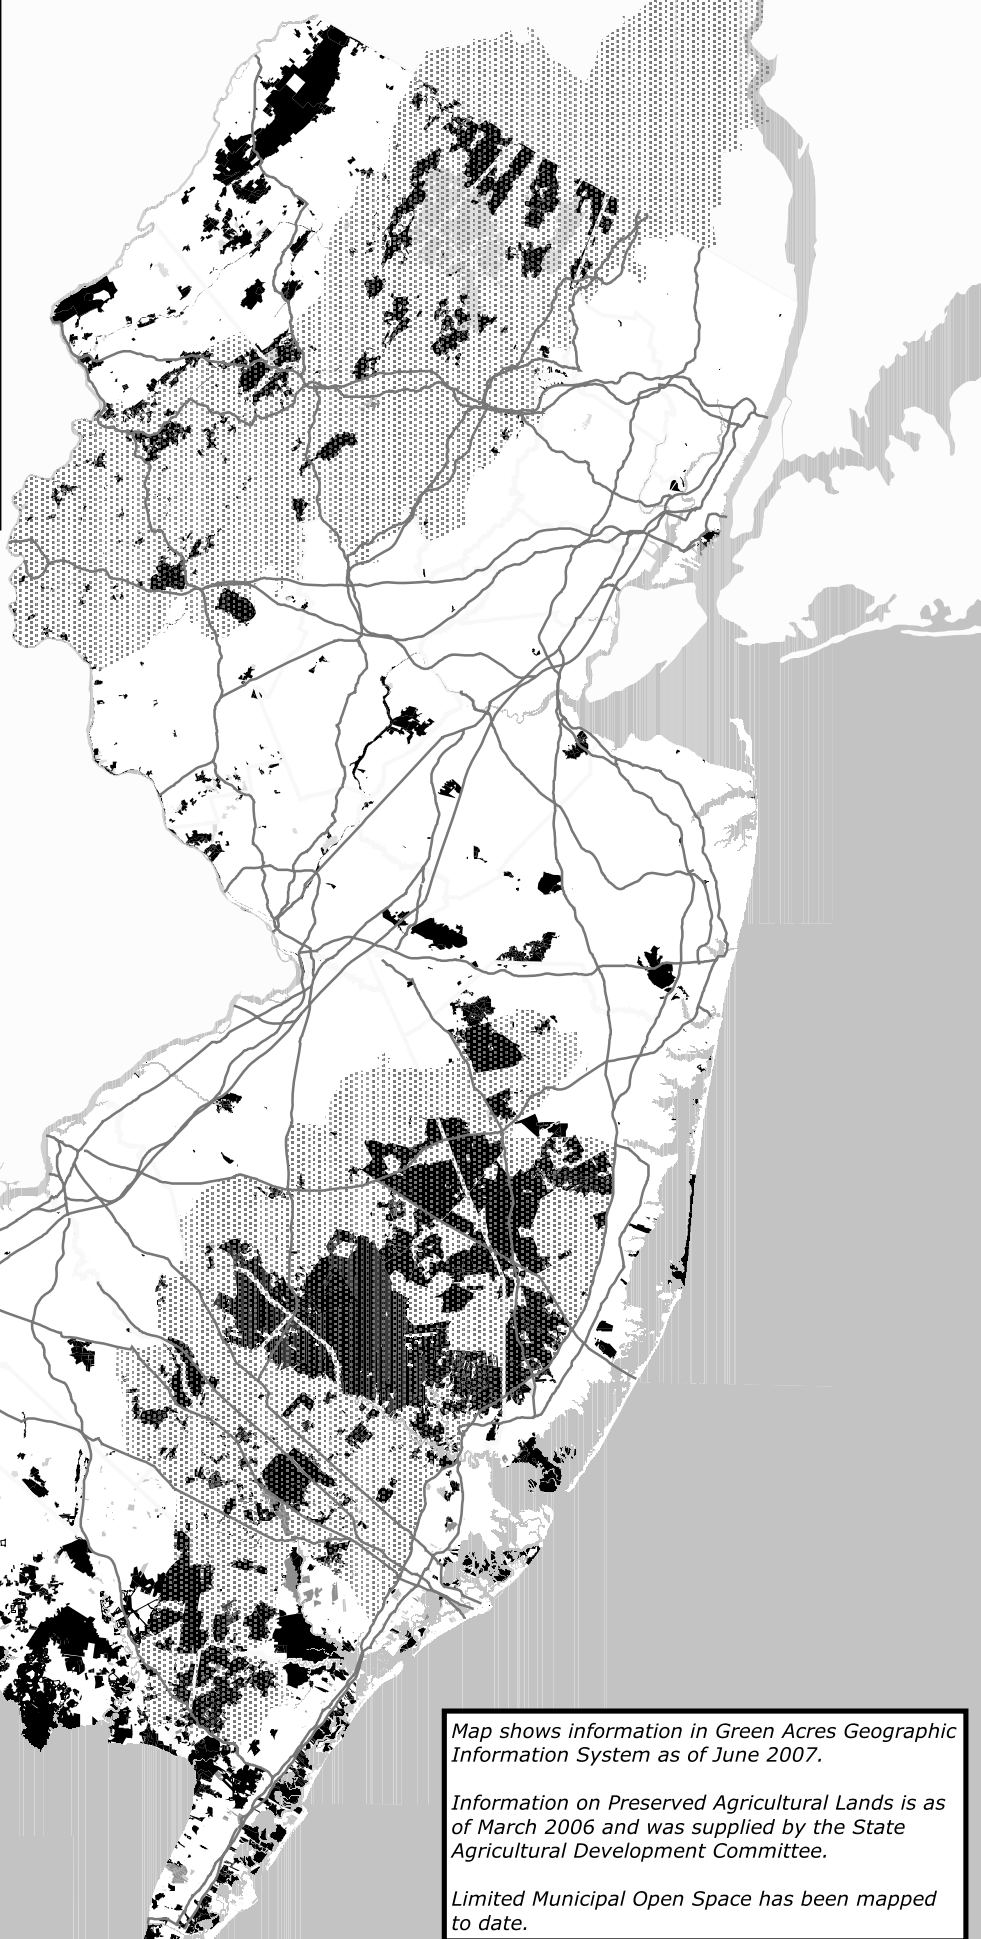 Map shows information in Green Acres Geographic
Information System as of June 2007.
Information on Preserved Agricultural Lands is as
of March 2006 and was supplied by the State
Agricultural Development Committee.
Limited Municipal Open Space has been mapped
to date.